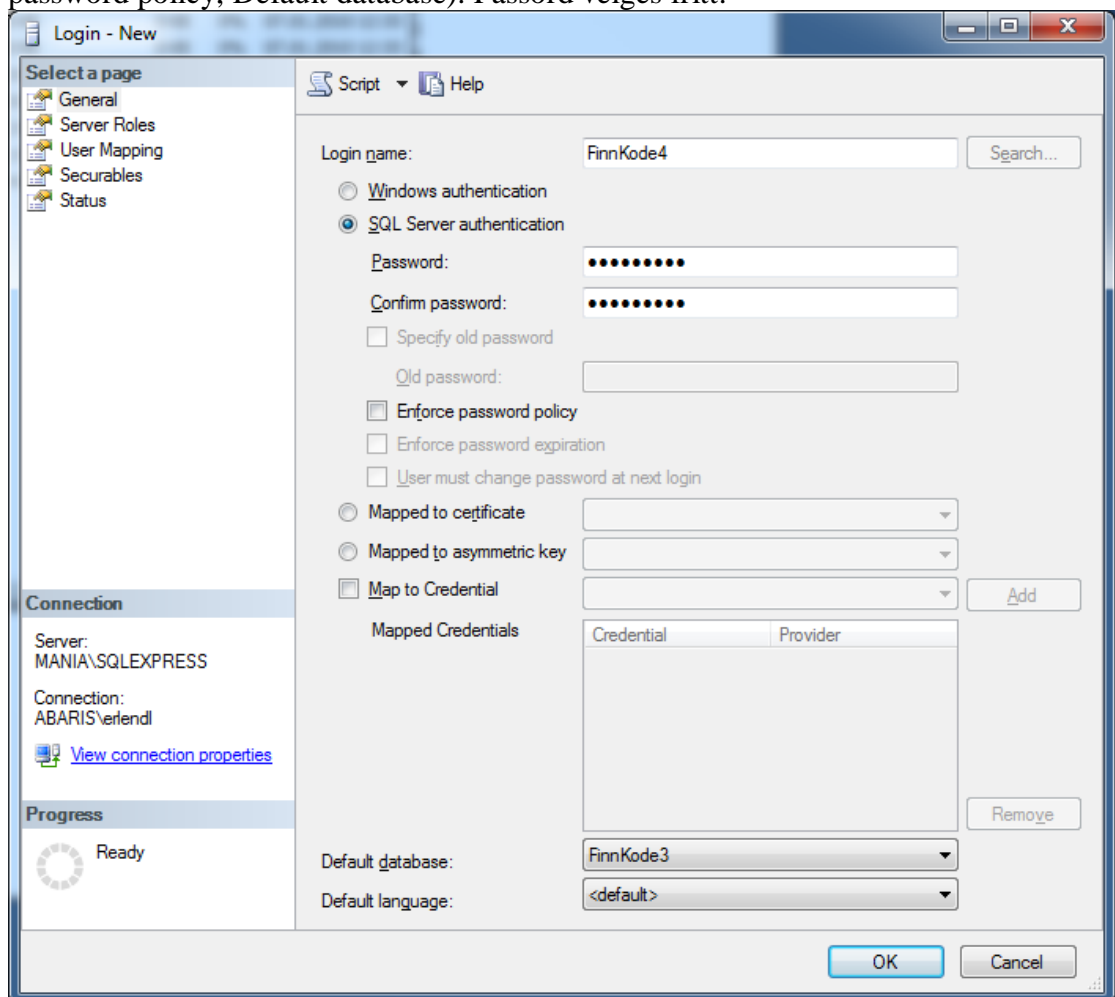 password policy, Default database). Passord velges fritt.
Login - New
Select a page
General
Server Roles
User Mapping
Securables
Status
Script
Help
Login name:
FinnKode4
Search...
Windows authentication
SQL Server authentication
Password:
●●●●●●●●●
Confirm password:
●●●●●●●●●
Specify old password
Old password:
Enforce password policy
Enforce password expiration
User must change password at next login
Mapped to certificate
Mapped to asymmetric key
Map to Credential
Add
Mapped Credentials
Credential Provider
Remove
Default database:
FinnKode3
Default language:
<default>
Connection
Server:
MANIA\SQLEXPRESS
Connection:
ABARIS\erlendl
View connection properties
Progress
Ready
OK
Cancel